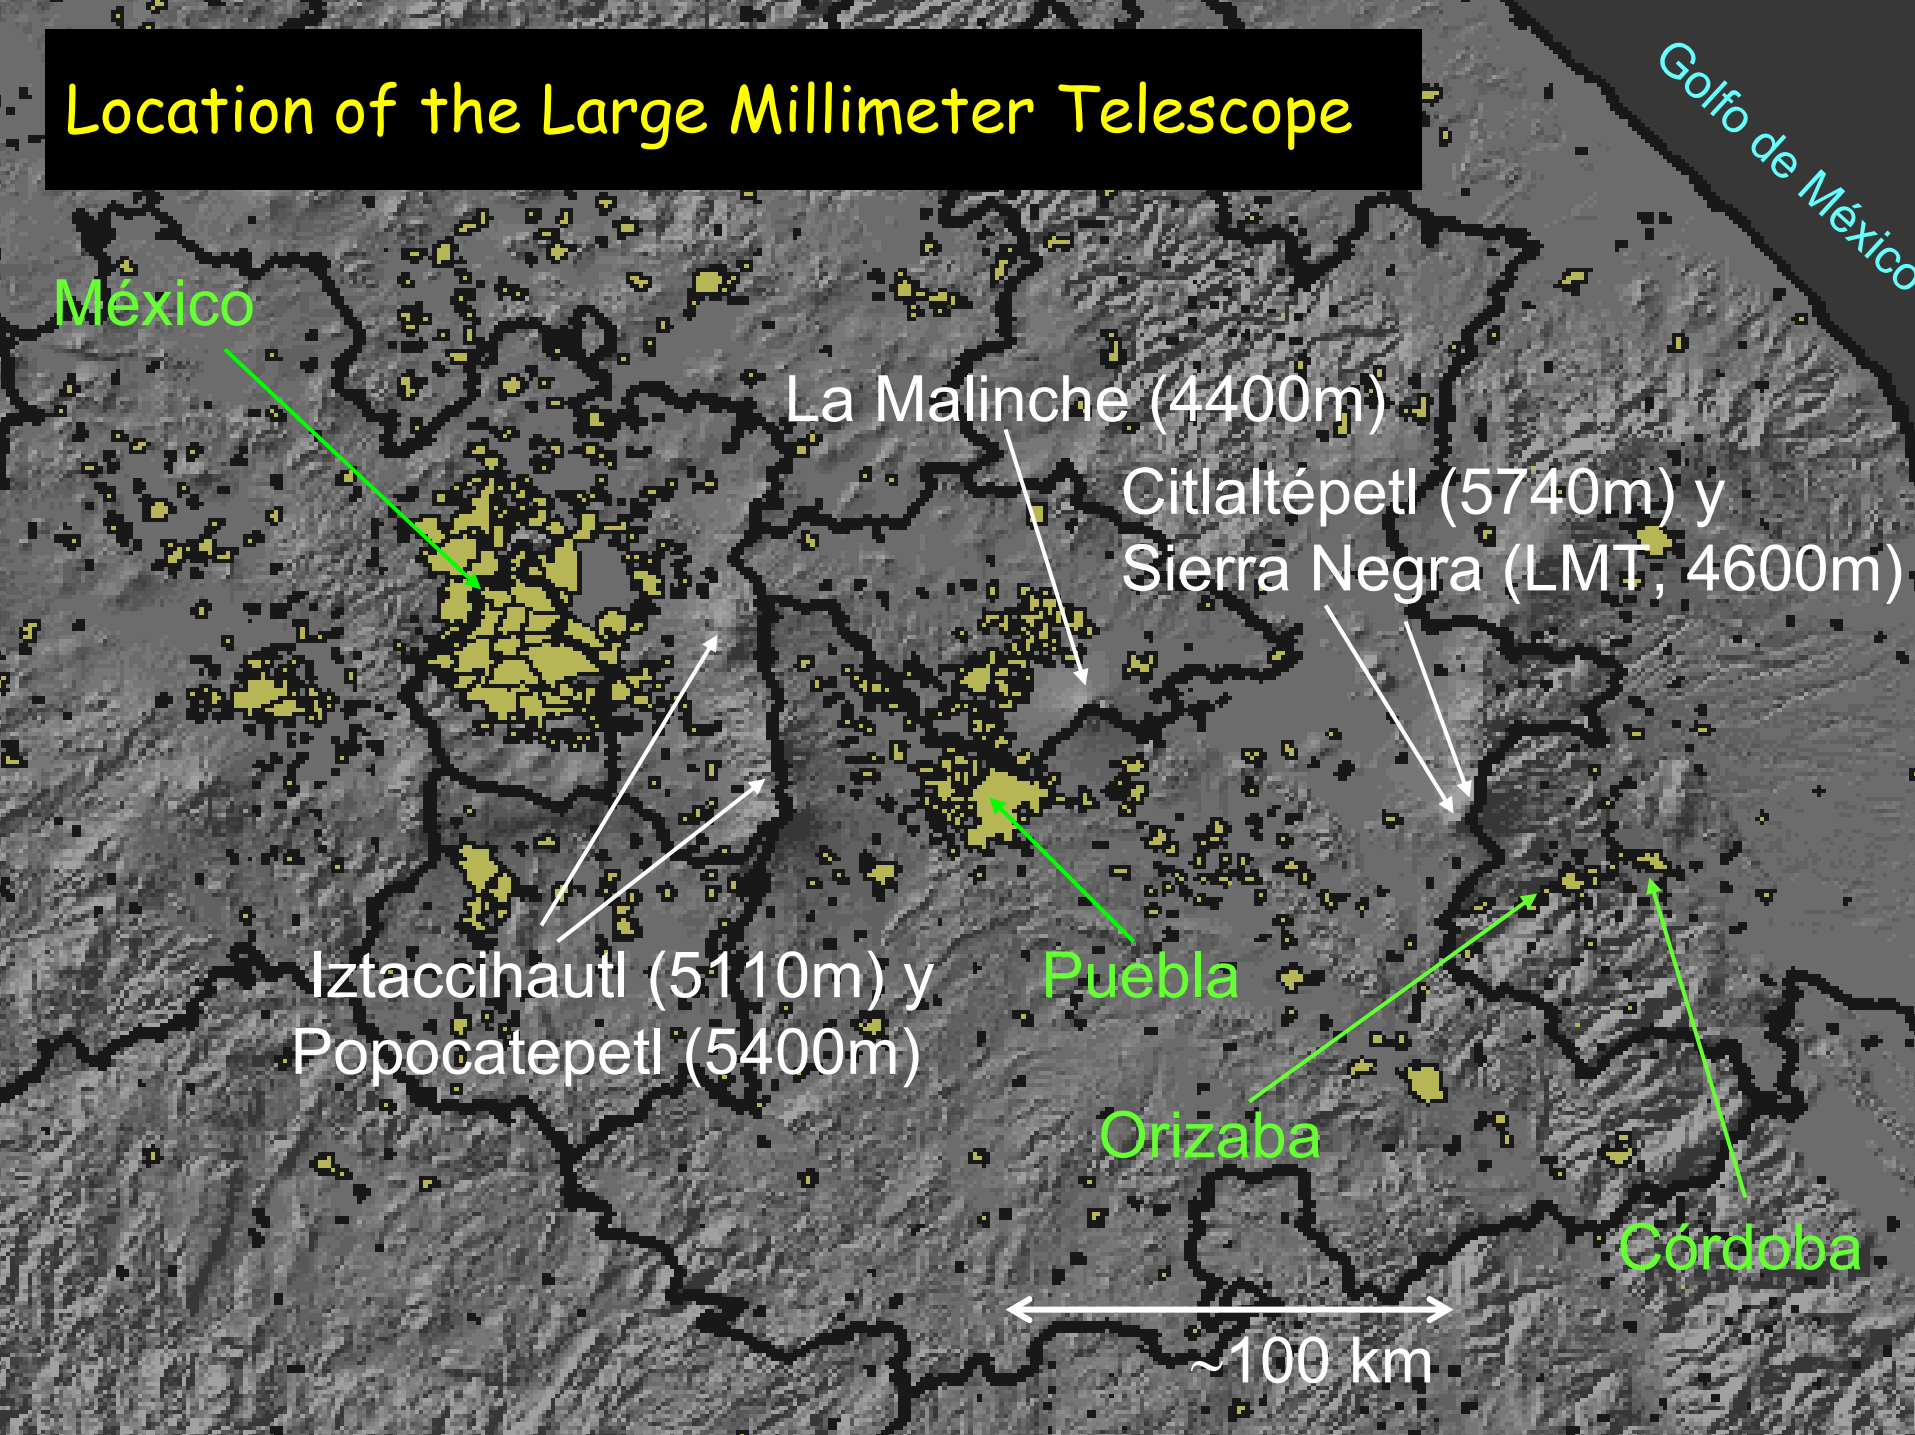 Location of the Large Millimeter Telescope
Golfo de México
México
La Malinche (4400m)
Citlaltépetl (5740m) y
Sierra Negra (LMT, 4600m)
Iztaccihautl (5110m) y
Popocatepetl (5400m)
Puebla
Orizaba
Córdoba
~100 km